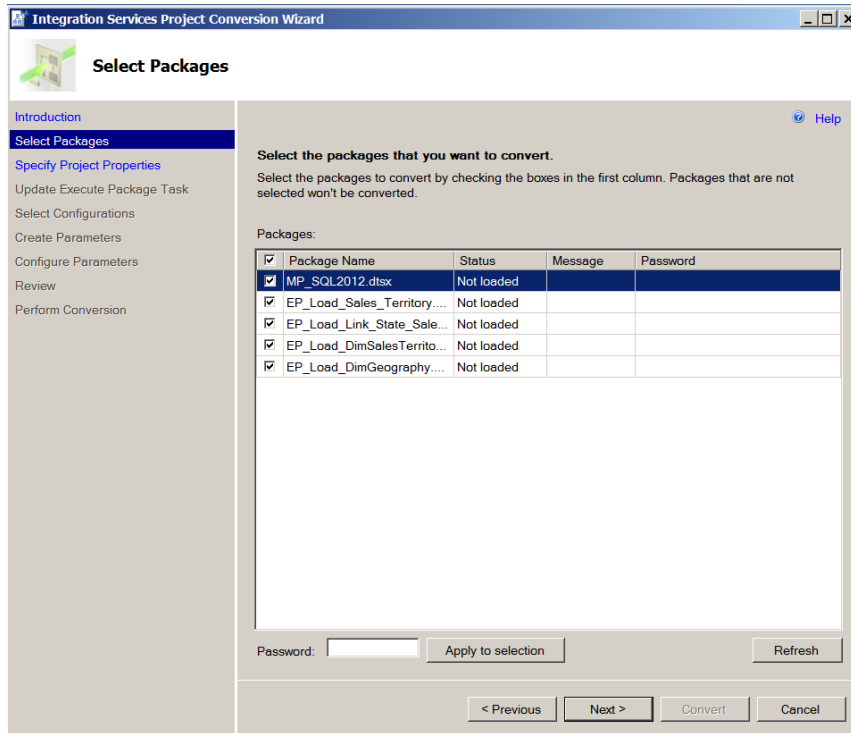 Integration Services Project Conversion Wizard
Select Packages
Introduction
Select Packages
Specify Project Properties
Update Execute Package Task
Select Configurations
Create Parameters
Configure Parameters
Review
Perform Conversion
Help
Select the packages that you want to convert.
Select the packages to convert by checking the boxes in the first column. Packages that are not
selected won't be converted.
Packages:
Package Name Status Message Password
MP_SQL2012.dtsx Not loaded
EP_Load_Sales_Territory.... Not loaded
EP_Load_Link_State_Sale... Not loaded
EP_Load_DimSalesTerrito... Not loaded
EP_Load_DimGeography.... Not loaded
Password: Apply to selection Refresh
< Previous Next > Convert Cancel